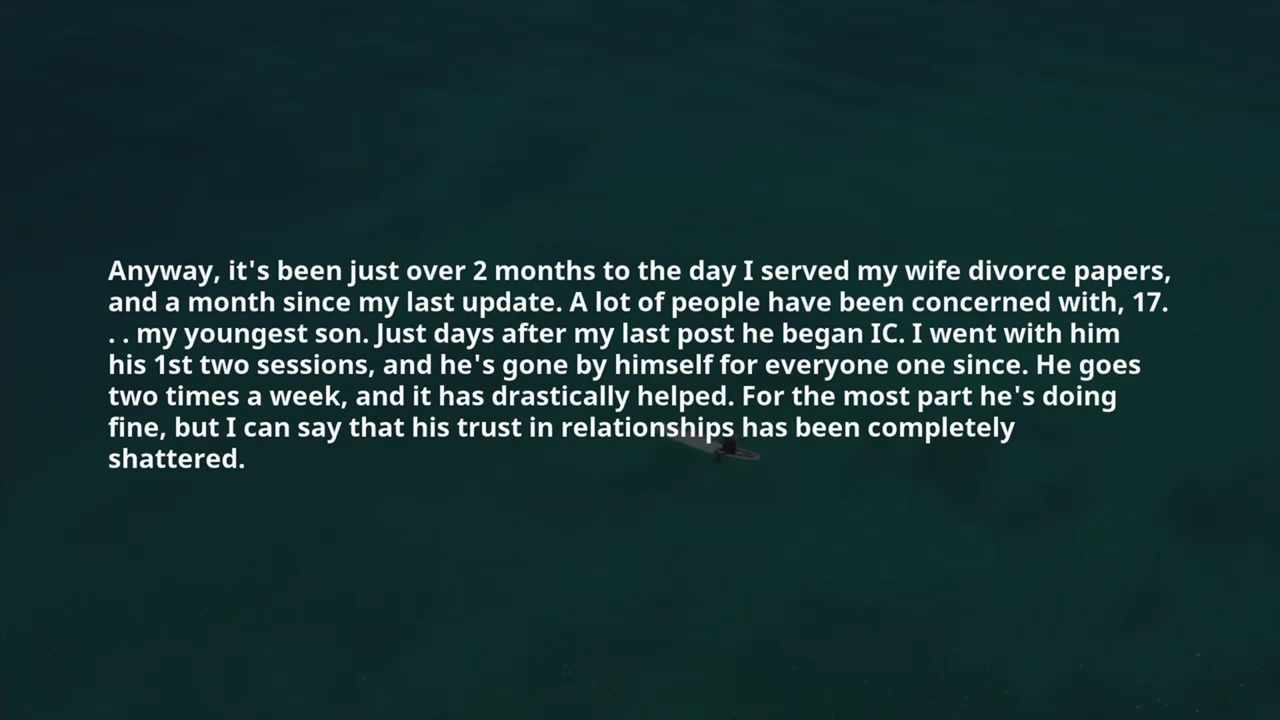 Anyway, it's been just over 2 months to the day I served my wife divorce papers,
and a month since my last update. A lot of people have been concerned with, 17.
. . my youngest son. Just days after my last post he began IC. I went with him
his 1st two sessions, and he's gone by himself for everyone one since. He goes
two times a week, and it has drastically helped. For the most part he's doing
fine, but I can say that his trust in relationships has been completely
shattered.